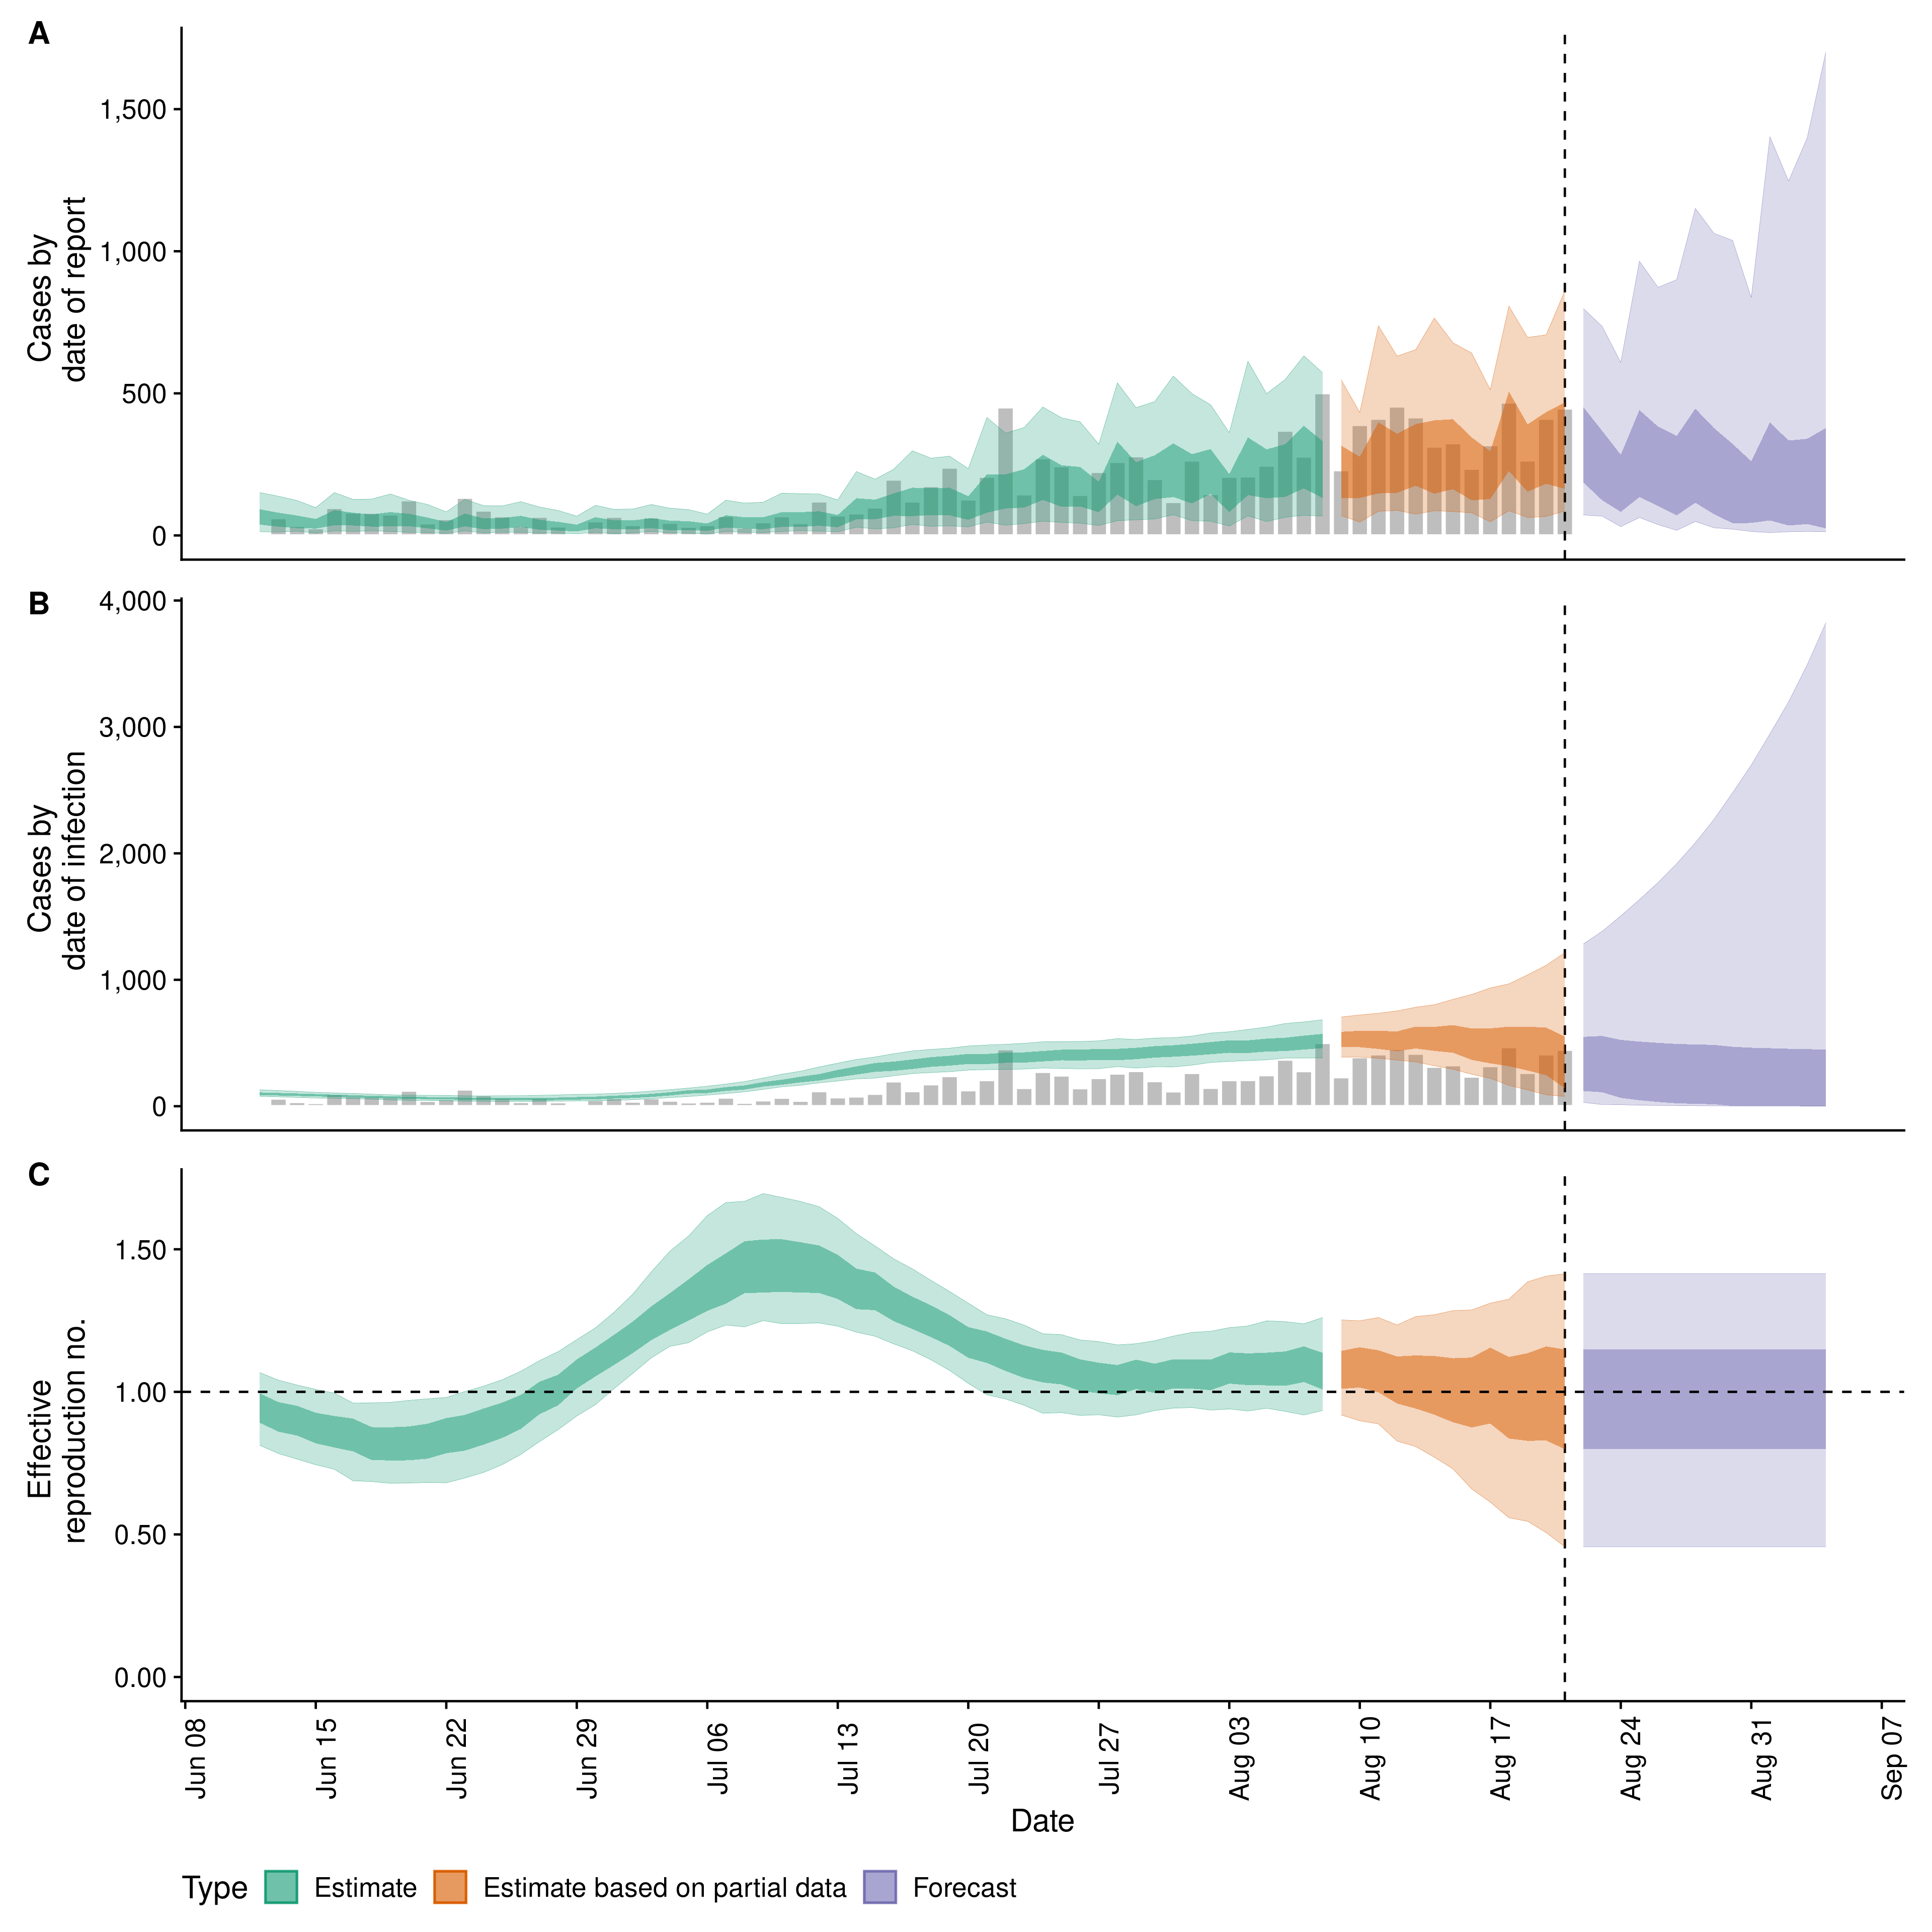 A
Cases by
date of report
1,500
1,000
500
0
B
Cases by
date of infection
4,000
3,000
2,000
1,000
0
C
Effective
reproduction no.
1.50
1.00
0.50
0.00
Jun 08
Jun 15
Jun 22
Jun 29
Jul 06
Jul 13
Jul 20
Jul 27
Aug 03
Aug 10
Aug 17
Aug 24
Aug 31
Sep 07
Date
Type Estimate Estimate based on partial data Forecast